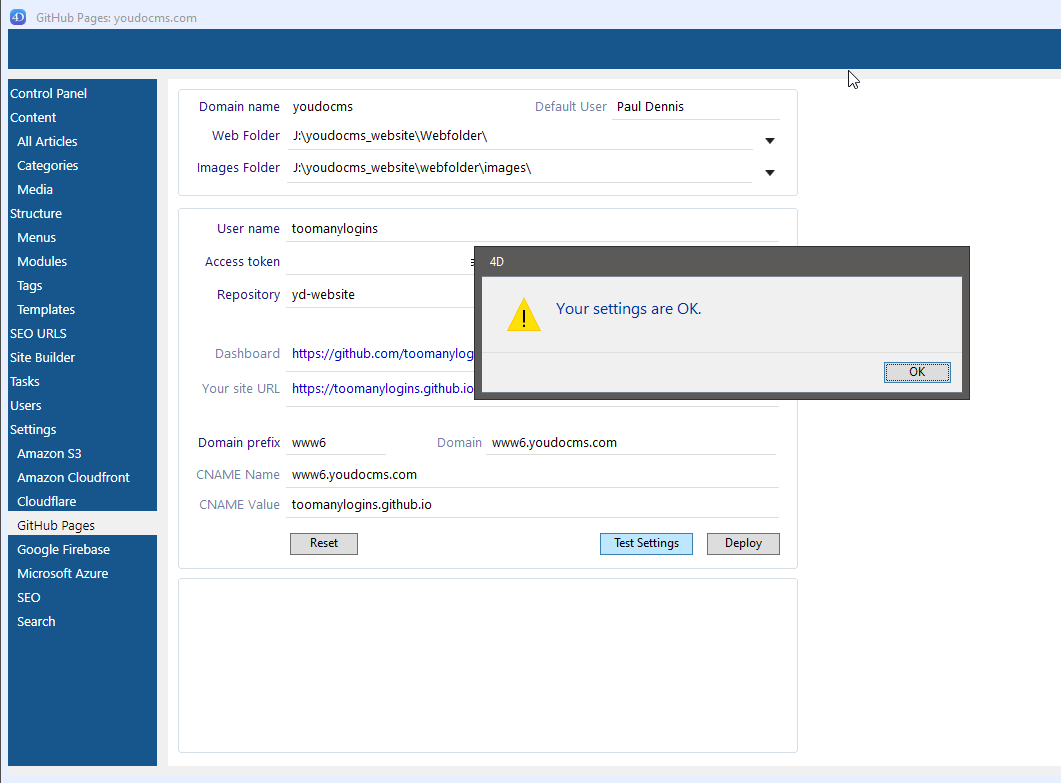 4D GitHub Pages: youdocms.com
Control Panel
Content
All Articles
Categories
Media
Structure
Menus
Modules
Tags
Templates
SEO URLS
Site Builder
Tasks
Users
Settings
Amazon S3
Amazon Cloudfront
Cloudflare
GitHub Pages
Google Firebase
Microsoft Azure
SEO
Search
Domain name youdocms Default User Paul Dennis
Web Folder J:\youdocms_website\Webfolder\
Images Folder J:\youdocms_website\webfolder\images\
User name toomanylogins
Access token
Repository yd-website
Dashboard https://github.com/toomanylog
Your site URL https://toomanylogins.github.io
Domain prefix www6 Domain www6.youdocms.com
CNAME Name www6.youdocms.com
CNAME Value toomanylogins.github.io
Reset Test Settings Deploy
4D
Your settings are OK.
OK